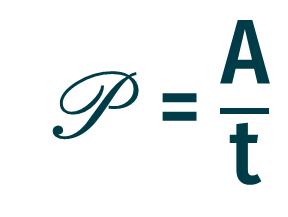 𝒫 = A/t